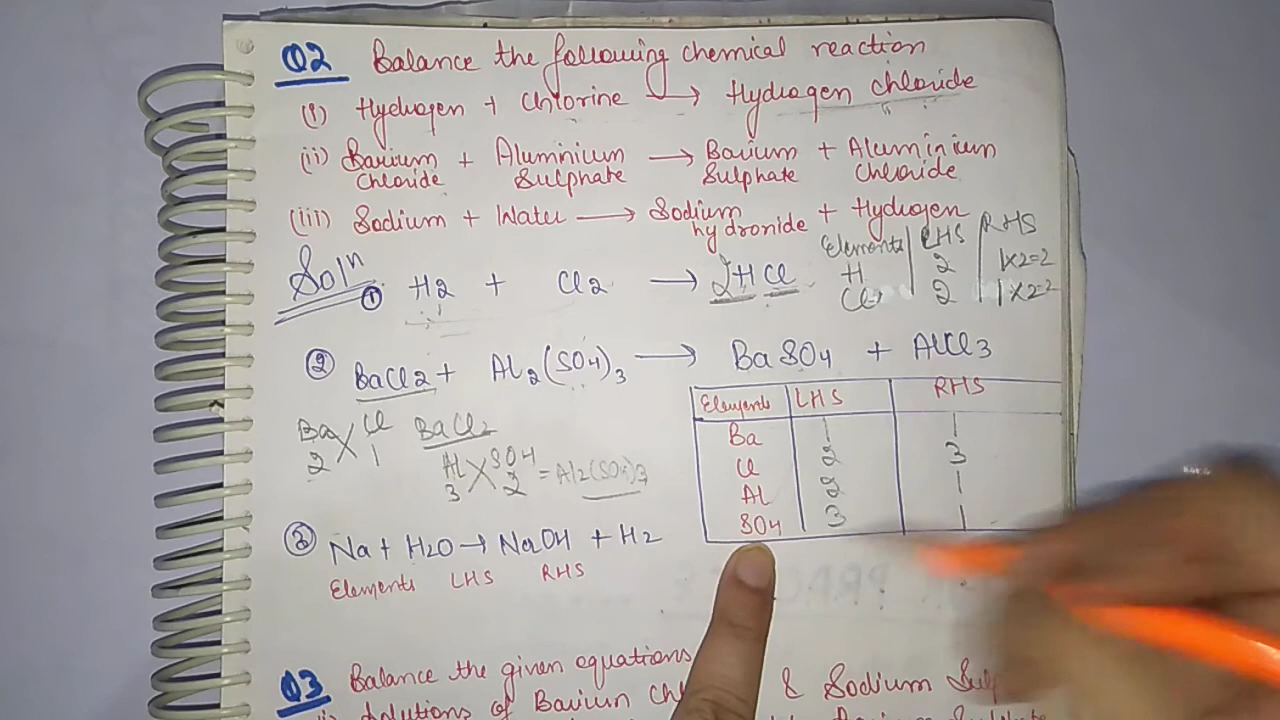 Q2 Balance the following chemical reaction
(i) Hydrogen + Chlorine → Hydrogen chloride
(ii) Barium Chloride + Aluminium Sulphate → Barium Sulphate + Aluminium Chloride
(iii) Sodium + Water → Sodium hydronide + Hydrogen
Soln
① H2 + Cl2 → 2HCl
Elements LHS RHS
H 2 1×2=2
Cl 2 1×2=2
② BaCl2 + Al2(SO4)3 → BaSO4 + AlCl3
Ba Cl BaCl2
2 1
Al SO4 = Al2(SO4)3
3 2
Elements LHS RHS
Ba 1 1
Cl 2 3
Al 2 1
SO4 3 1
③ Na + H2O → NaOH + H2
Elements LHS RHS
Q3 Balance the given equations
Solutions of Barium & Sodium